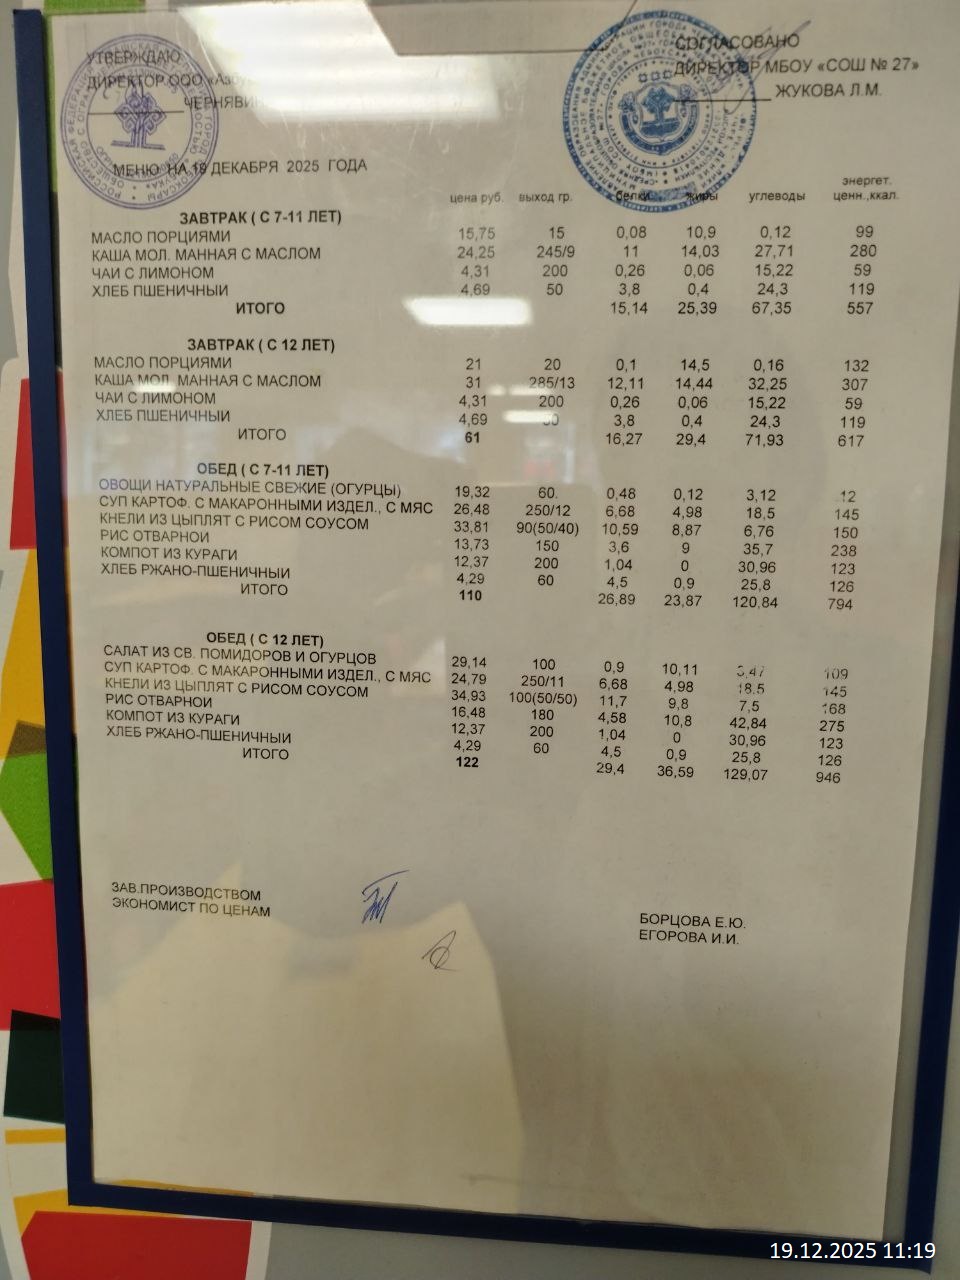 УТВЕРЖДАЮ
ДИРЕКТОР ООО «Азбу
ЧЕРНЯВИН
СОГЛАСОВАНО
ДИРЕКТОР МБОУ «СОШ № 27»
ЖУКОВА Л.М.
МЕНЮ НА ДЕКАБРЯ 2025 ГОДА
цена руб. выход гр. белки жиры углеводы энергет. ценн.,ккал.
ЗАВТРАК ( С 7-11 ЛЕТ)
МАСЛО ПОРЦИЯМИ 15,75 15 0,08 10,9 0,12 99
КАША МОЛ. МАННАЯ С МАСЛОМ 24,25 245/9 11 14,03 27,71 280
ЧАЙ С ЛИМОНОМ 4,31 200 0,26 0,06 15,22 59
ХЛЕБ ПШЕНИЧНЫЙ 4,69 50 3,8 0,4 24,3 119
ИТОГО 15,14 25,39 67,35 557
ЗАВТРАК ( С 12 ЛЕТ)
МАСЛО ПОРЦИЯМИ 21 20 0,1 14,5 0,16 132
КАША МОЛ. МАННАЯ С МАСЛОМ 31 285/13 12,11 14,44 32,25 307
ЧАЙ С ЛИМОНОМ 4,31 200 0,26 0,06 15,22 59
ХЛЕБ ПШЕНИЧНЫЙ 4,69 3,8 0,4 24,3 119
ИТОГО 61 16,27 29,4 71,93 617
ОБЕД ( С 7-11 ЛЕТ)
ОВОЩИ НАТУРАЛЬНЫЕ СВЕЖИЕ (ОГУРЦЫ) 19,32 60. 0,48 0,12 3,12 12
СУП КАРТОФ. С МАКАРОННЫМИ ИЗДЕЛ., С МЯС 26,48 250/12 6,68 4,98 18,5 145
КНЕЛИ ИЗ ЦЫПЛЯТ С РИСОМ СОУСОМ 33,81 90(50/40) 10,59 8,87 6,76 150
РИС ОТВАРНОЙ 13,73 150 3,6 9 35,7 238
КОМПОТ ИЗ КУРАГИ 12,37 200 1,04 0 30,96 123
ХЛЕБ РЖАНО-ПШЕНИЧНЫЙ 4,29 60 4,5 0,9 25,8 126
ИТОГО 110 26,89 23,87 120,84 794
ОБЕД ( С 12 ЛЕТ)
САЛАТ ИЗ СВ. ПОМИДОРОВ И ОГУРЦОВ 29,14 100 0,9 10,11 109
СУП КАРТОФ. С МАКАРОННЫМИ ИЗДЕЛ., С МЯС 24,79 250/11 6,68 4,98 18,5 145
КНЕЛИ ИЗ ЦЫПЛЯТ С РИСОМ СОУСОМ 34,93 100(50/50) 11,7 9,8 7,5 168
РИС ОТВАРНОЙ 16,48 180 4,58 10,8 42,84 275
КОМПОТ ИЗ КУРАГИ 12,37 200 1,04 0 30,96 123
ХЛЕБ РЖАНО-ПШЕНИЧНЫЙ 4,29 60 4,5 0,9 25,8 126
ИТОГО 122 29,4 36,59 129,07 946
ЗАВ.ПРОИЗВОДСТВОМ БОРЦОВА Е.Ю.
ЭКОНОМИСТ ПО ЦЕНАМ ЕГОРОВА И.И.
19.12.2025 11:19